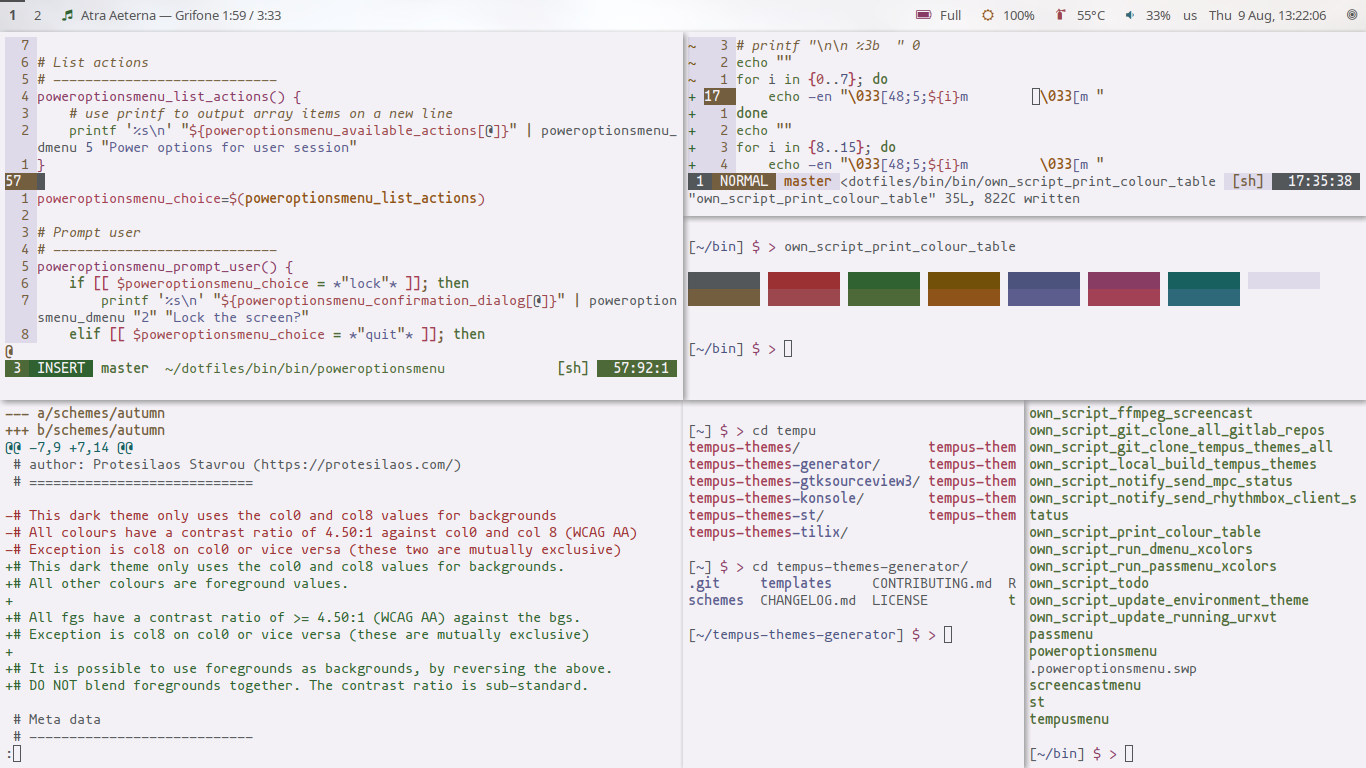 1 2 Atra Aeterna — Grifone 1:59 / 3:33 Full 100% 55°C 33% us Thu 9 Aug, 13:22:06
7
6 # List actions
5 # ----------------------------
4 poweroptionsmenu_list_actions() {
3     # use printf to output array items on a new line
2     printf '%s\n' "${poweroptionsmenu_available_actions[@]}" | poweroptionsmenu_
dmenu 5 "Power options for user session"
1 }
57
1 poweroptionsmenu_choice=$(poweroptionsmenu_list_actions)
2
3 # Prompt user
4 # ----------------------------
5 poweroptionsmenu_prompt_user() {
6     if [[ $poweroptionsmenu_choice = *"lock"* ]]; then
7         printf '%s\n' "${poweroptionsmenu_confirmation_dialog[@]}" | poweroption
smenu_dmenu "2" "Lock the screen?"
8     elif [[ $poweroptionsmenu_choice = *"quit"* ]]; then
@
3 INSERT master ~/dotfiles/bin/bin/poweroptionsmenu [sh] 57:92:1
~ 3 # printf "\n\n %3b  " 0
~ 2 echo ""
~ 1 for i in {0..7}; do
+ 17     echo -en "\033[48;5;${i}m         \033[m "
+ 1 done
+ 2 echo ""
+ 3 for i in {8..15}; do
+ 4     echo -en "\033[48;5;${i}m         \033[m "
1 NORMAL master <dotfiles/bin/bin/own_script_print_colour_table [sh] 17:35:38
"own_script_print_colour_table" 35L, 822C written
[~/bin] $ > own_script_print_colour_table
[~/bin] $ >
--- a/schemes/autumn
+++ b/schemes/autumn
@@ -7,9 +7,14 @@
 # author: Protesilaos Stavrou (https://protesilaos.com/)
 # ============================
-# This dark theme only uses the col0 and col8 values for backgrounds
-# All colours have a contrast ratio of 4.50:1 against col0 and col 8 (WCAG AA)
-# Exception is col8 on col0 or vice versa (these two are mutually exclusive)
+# This dark theme only uses the col0 and col8 values for backgrounds.
+# All other colours are foreground values.
+
+# All fgs have a contrast ratio of >= 4.50:1 (WCAG AA) against the bgs.
+# Exception is col8 on col0 or vice versa (these are mutually exclusive)
+
+# It is possible to use foregrounds as backgrounds, by reversing the above.
+# DO NOT blend foregrounds together. The contrast ratio is sub-standard.
 # Meta data
 # ----------------------------
:
[~] $ > cd tempu
tempus-themes/                tempus-them
tempus-themes-generator/      tempus-them
tempus-themes-gtksourceview3/ tempus-them
tempus-themes-konsole/        tempus-them
tempus-themes-st/             tempus-them
tempus-themes-tilix/
[~] $ > cd tempus-themes-generator/
.git     templates     CONTRIBUTING.md  R
schemes  CHANGELOG.md  LICENSE          t
[~/tempus-themes-generator] $ >
own_script_ffmpeg_screencast
own_script_git_clone_all_gitlab_repos
own_script_git_clone_tempus_themes_all
own_script_local_build_tempus_themes
own_script_notify_send_mpc_status
own_script_notify_send_rhythmbox_client_s
tatus
own_script_print_colour_table
own_script_run_dmenu_xcolors
own_script_run_passmenu_xcolors
own_script_todo
own_script_update_environment_theme
own_script_update_running_urxvt
passmenu
poweroptionsmenu
.poweroptionsmenu.swp
screencastmenu
st
tempusmenu
[~/bin] $ >